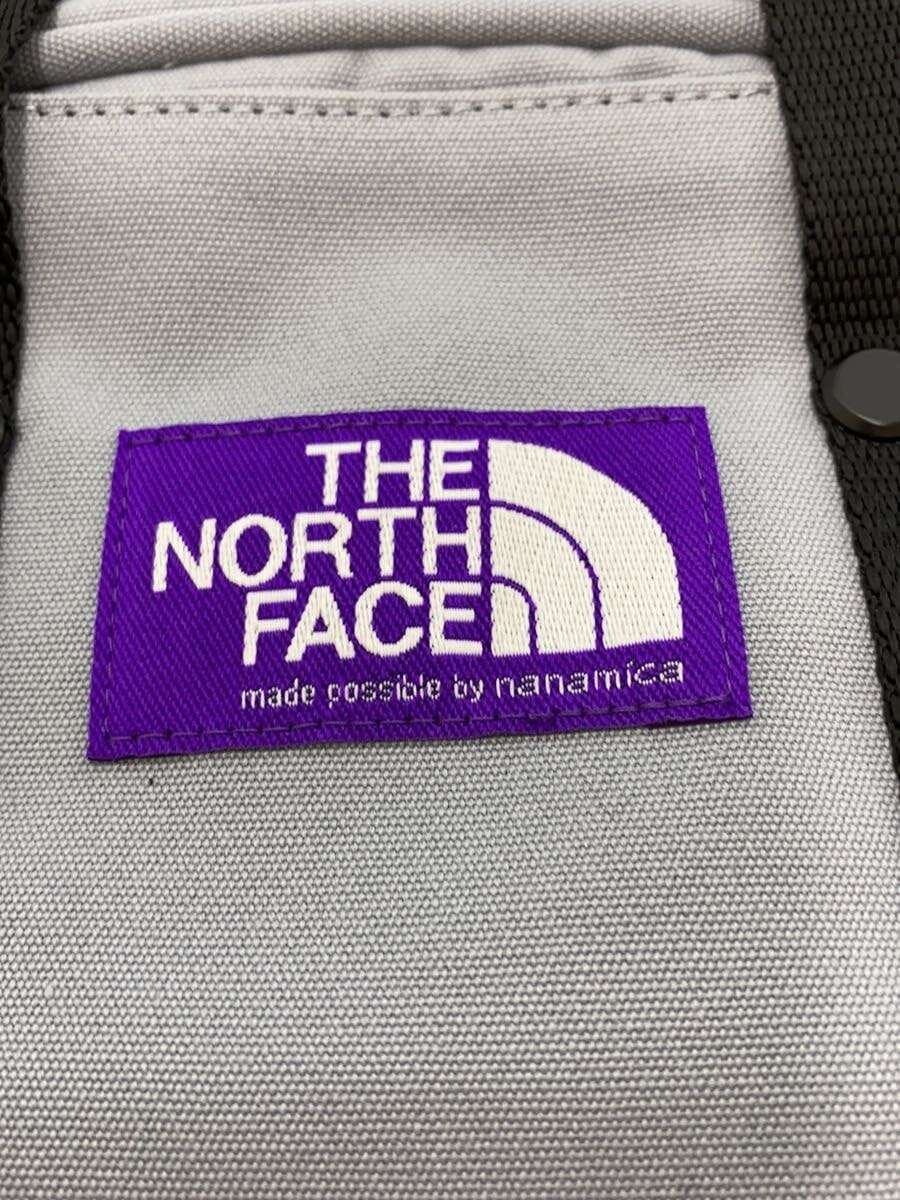 THE
NORTH
FACE
made possible by nanamica